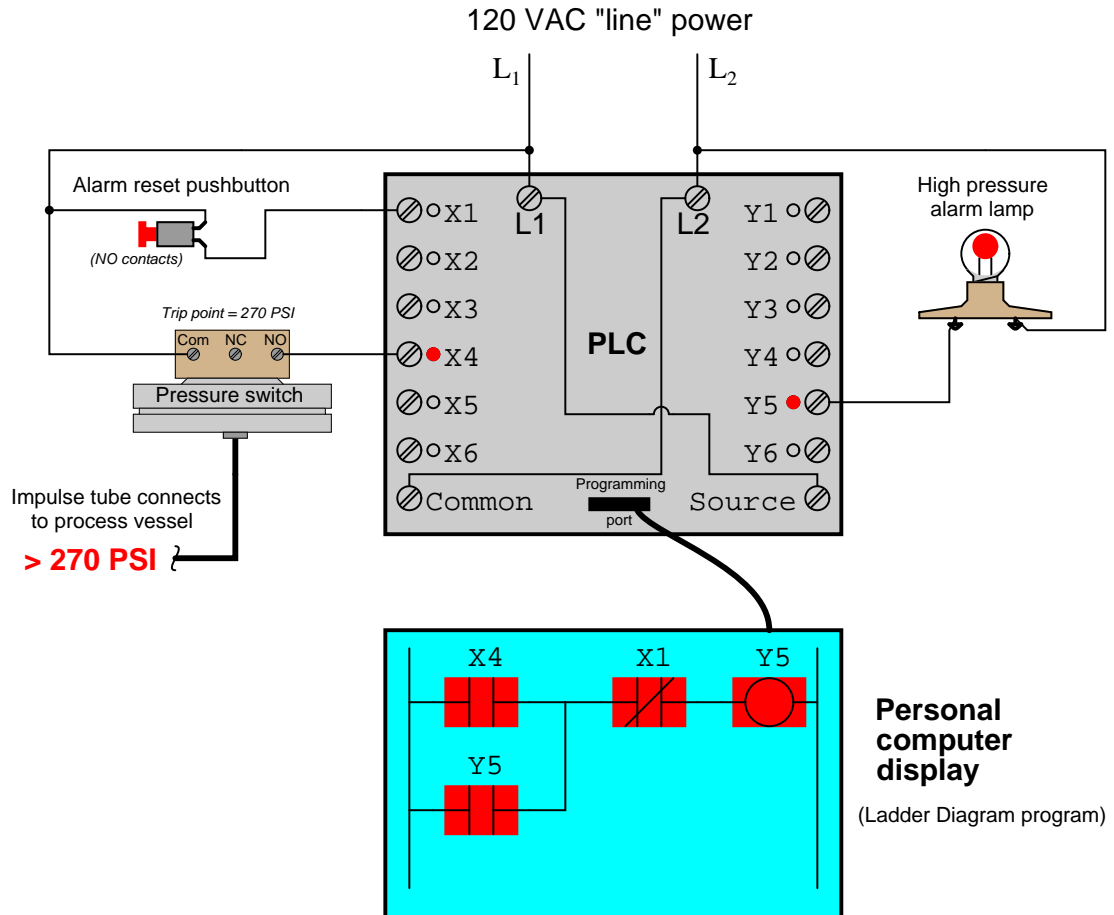 120 VAC "line" power
L1
L2
Alarm reset pushbutton
(NO contacts)
Trip point = 270 PSI
Com NC NO
Pressure switch
Impulse tube connects
to process vessel
> 270 PSI
L1
L2
X1
X2
X3
X4
X5
X6
Common
PLC
Programming
port
Y1
Y2
Y3
Y4
Y5
Y6
Source
High pressure
alarm lamp
X4 X1 Y5
Y5
Personal
computer
display
(Ladder Diagram program)